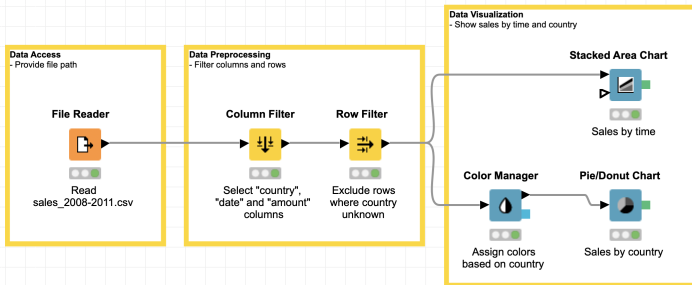 Data Visualization
- Show sales by time and country
Data Access
- Provide file path
Data Preprocessing
- Filter columns and rows
Stacked Area Chart
Sales by time
File Reader
Read
sales_2008-2011.csv
Column Filter
Select "country",
"date" and "amount"
columns
Row Filter
Exclude rows
where country
unknown
Color Manager
Assign colors
based on country
Pie/Donut Chart
Sales by country